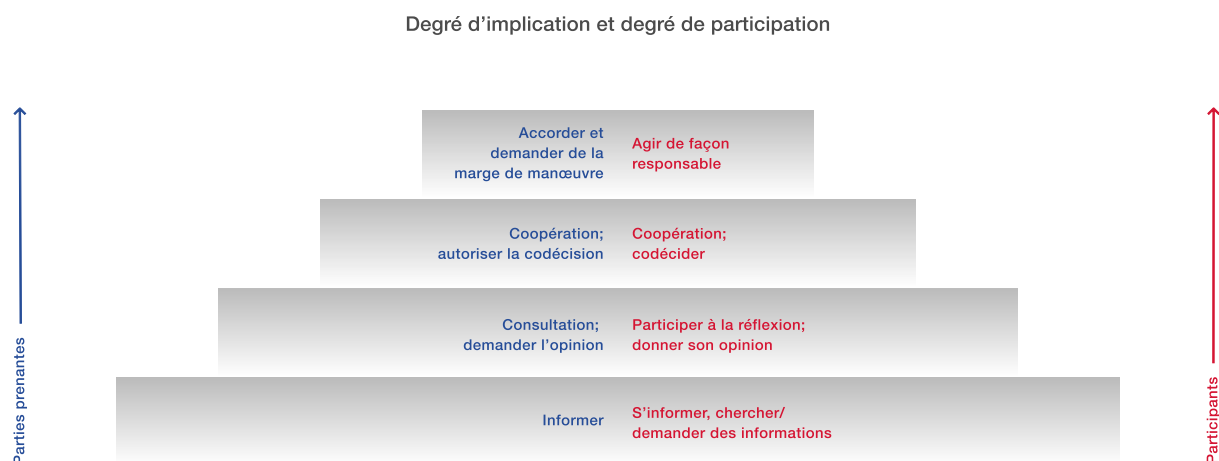 Degré d’implication et degré de participation
Accorder et
demander de la
marge de manœuvre
Agir de façon
responsable
Coopération;
autoriser la codécision
Coopération;
codécider
Consultation;
demander l’opinion
Participer à la réflexion;
donner son opinion
Informer
S’informer, chercher/
demander des informations
Parties prenantes
Participants